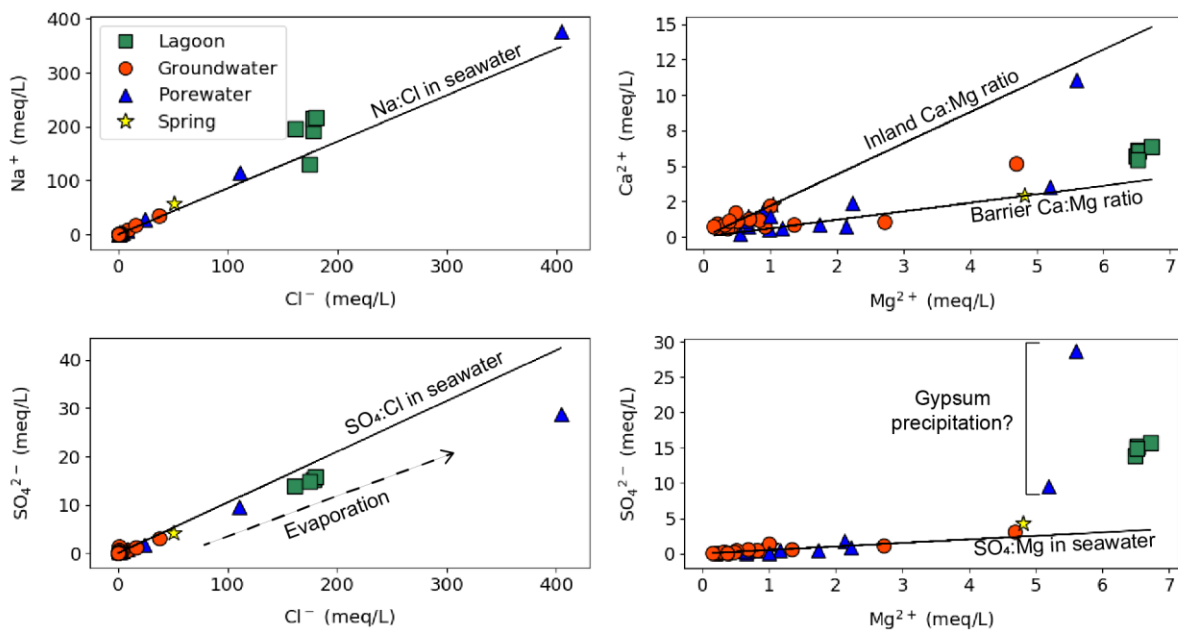 Na⁺ (meq/L)
400
300
200
100
0
Lagoon
Groundwater
Porewater
Spring
Na:Cl in seawater
0
100
200
300
400
Cl⁻ (meq/L)
Ca²⁺ (meq/L)
15
12
10
8
5
2
0
Inland Ca:Mg ratio
Barrier Ca:Mg ratio
0
1
2
3
4
5
6
7
Mg²⁺ (meq/L)
SO₄²⁻ (meq/L)
40
30
20
10
0
SO₄:Cl in seawater
Evaporation
0
100
200
300
400
Cl⁻ (meq/L)
SO₄²⁻ (meq/L)
30
25
20
15
10
5
0
Gypsum
precipitation?
SO₄:Mg in seawater
0
1
2
3
4
5
6
7
Mg²⁺ (meq/L)